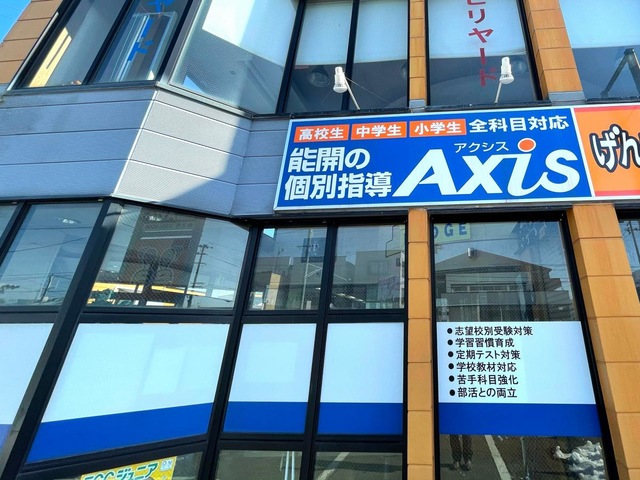 ビリヤード
高校生 中学生 小学生 全科目対応
能開の
個別指導
アクシス
Axis
げん
●志望校別受験対策
●学習習慣育成
●定期テスト対策
●学校教材対応
●苦手科目強化
●部活との両立
ECCジュニア